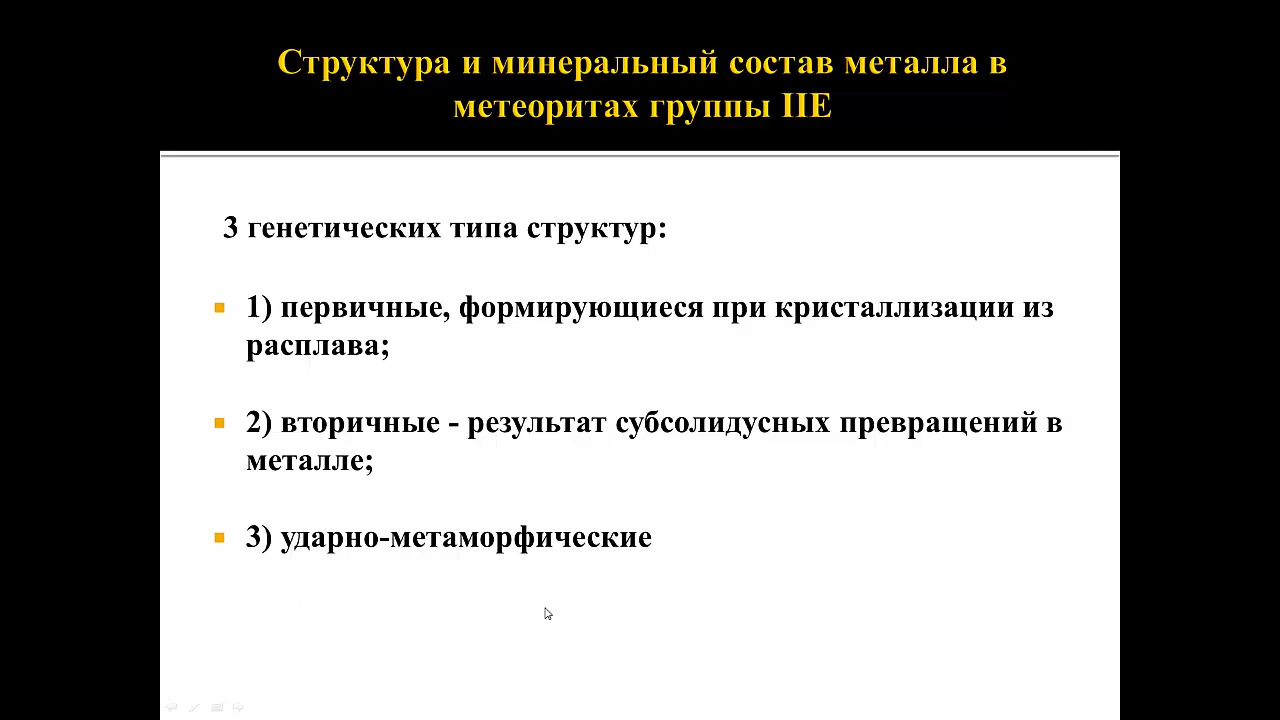 Структура и минеральный состав металла в
метеоритах группы IIE
3 генетических типа структур:
1) первичные, формирующиеся при кристаллизации из
расплава;
2) вторичные - результат субсолидусных превращений в
металле;
3) ударно-метаморфические